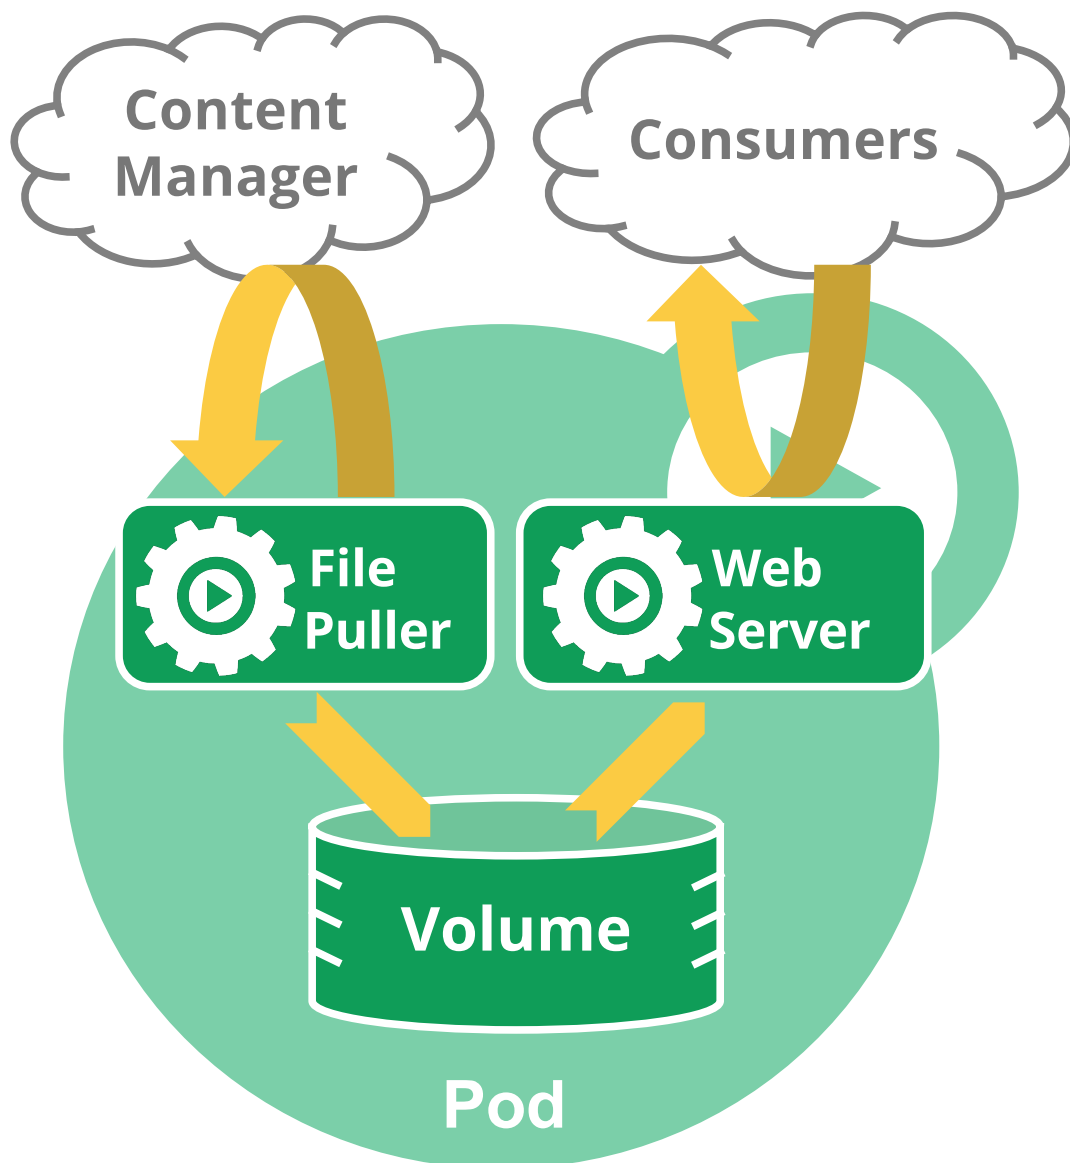 Content
Manager
Consumers
File
Puller
Web
Server
Volume
Pod